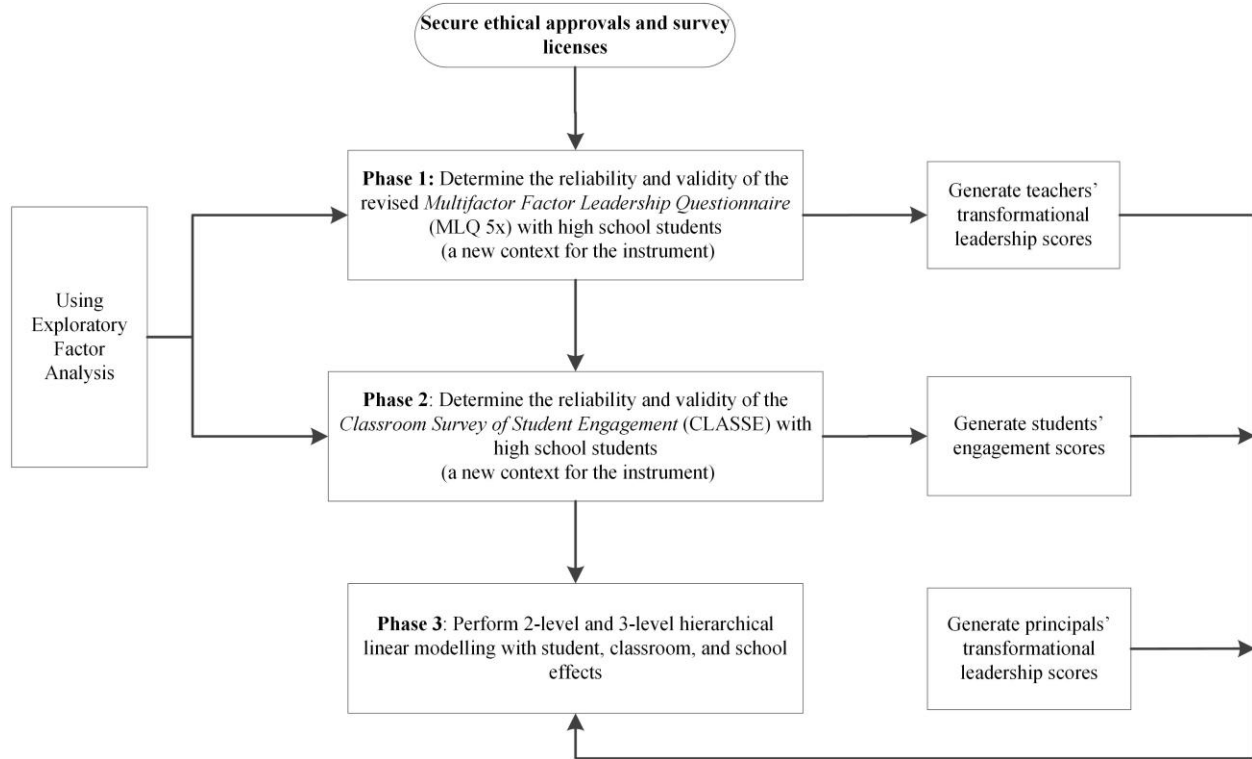 Secure ethical approvals and survey
licenses
Phase 1: Determine the reliability and validity of the
revised Multifactor Factor Leadership Questionnaire
(MLQ 5x) with high school students
(a new context for the instrument)
Generate teachers’
transformational
leadership scores
Using
Exploratory
Factor
Analysis
Phase 2: Determine the reliability and validity of the
Classroom Survey of Student Engagement (CLASSE) with
high school students
(a new context for the instrument)
Generate students’
engagement scores
Phase 3: Perform 2-level and 3-level hierarchical
linear modelling with student, classroom, and school
effects
Generate principals’
transformational
leadership scores